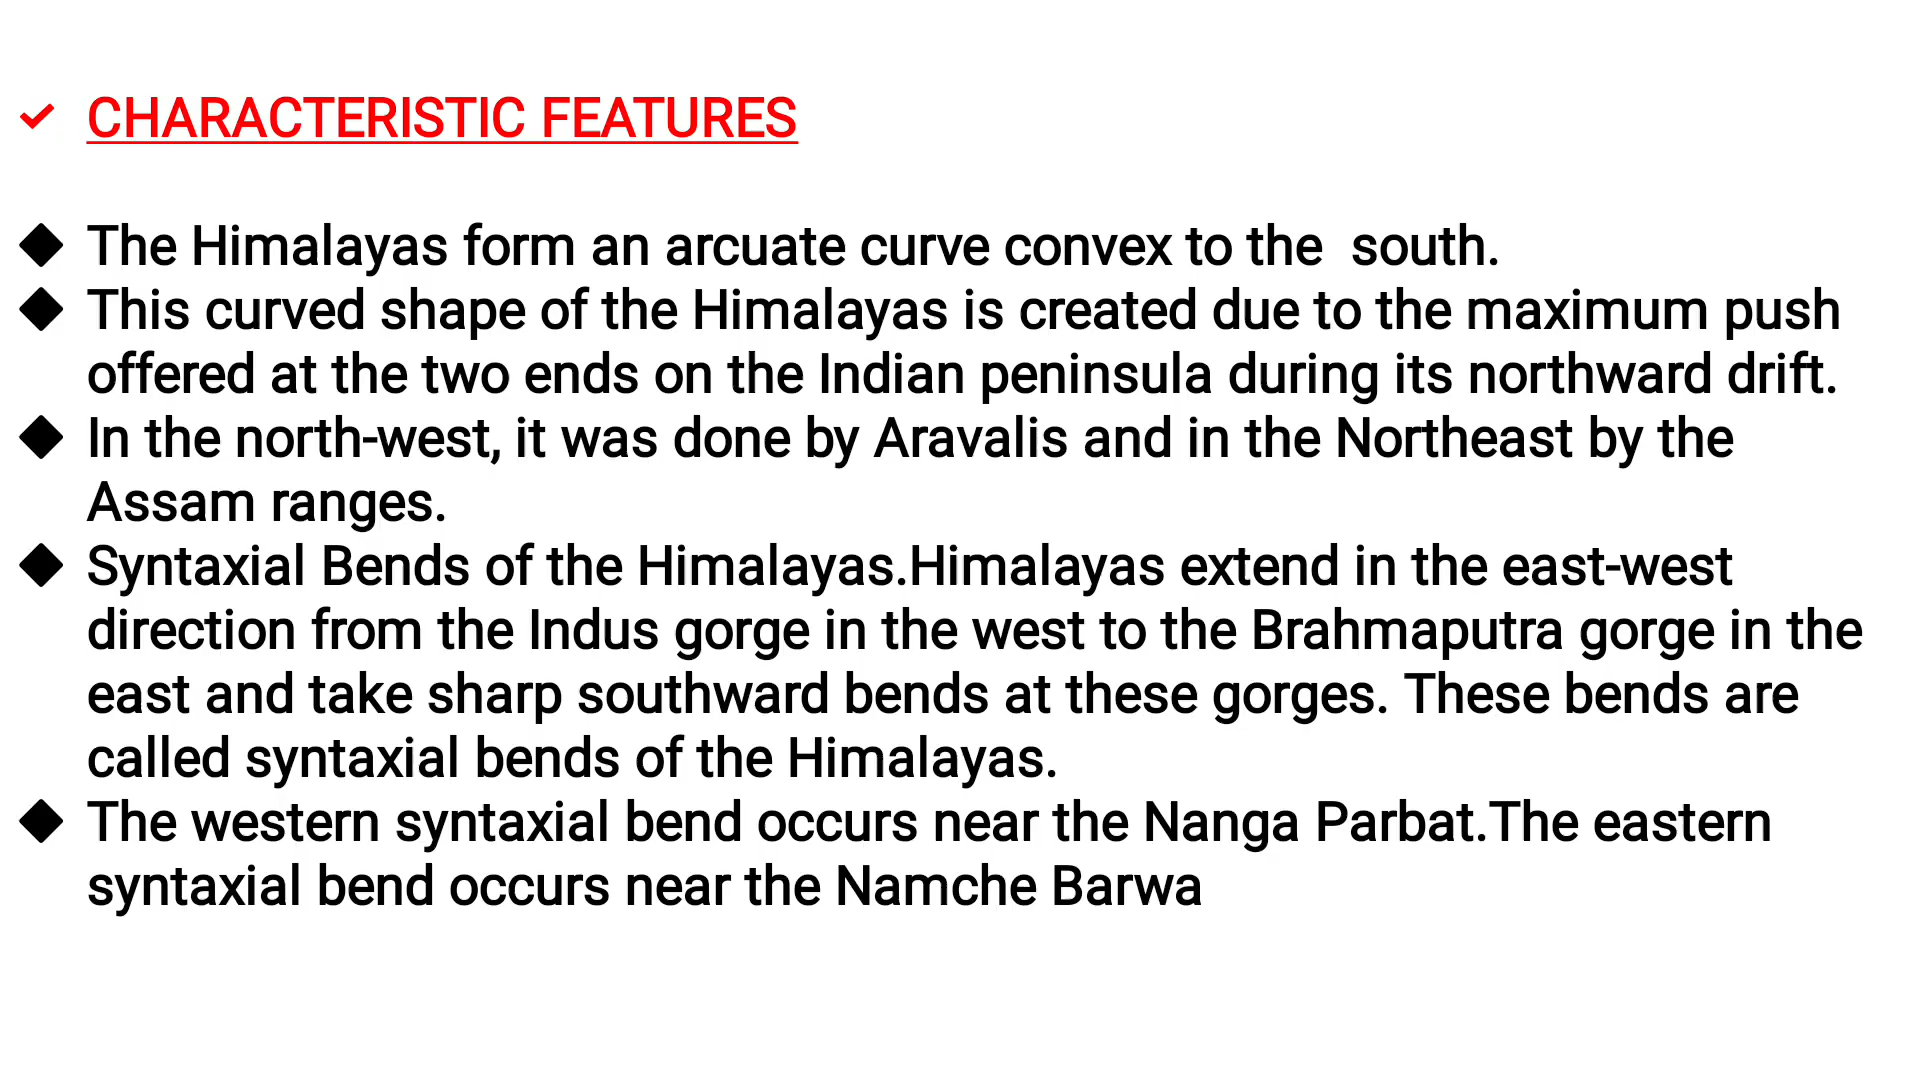 CHARACTERISTIC FEATURES
The Himalayas form an arcuate curve convex to the  south.
This curved shape of the Himalayas is created due to the maximum push
offered at the two ends on the Indian peninsula during its northward drift.
In the north-west, it was done by Aravalis and in the Northeast by the
Assam ranges.
Syntaxial Bends of the Himalayas.Himalayas extend in the east-west
direction from the Indus gorge in the west to the Brahmaputra gorge in the
east and take sharp southward bends at these gorges. These bends are
called syntaxial bends of the Himalayas.
The western syntaxial bend occurs near the Nanga Parbat.The eastern
syntaxial bend occurs near the Namche Barwa